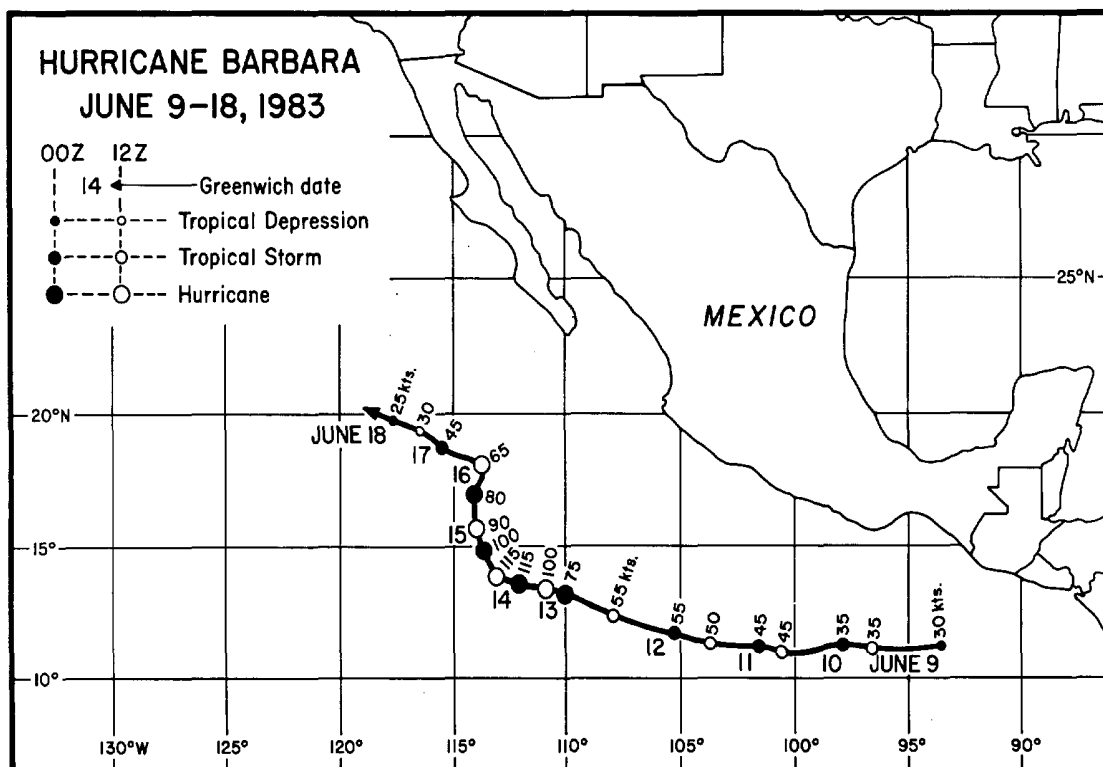 HURRICANE BARBARA
JUNE 9-18, 1983
00Z 12Z
14 Greenwich date
Tropical Depression
Tropical Storm
Hurricane
MEXICO
25°N
20°N
15°
10°
JUNE 18
25 kts.
30
17
45
16
65
80
15
90
100
14
115
115
13
100
75
55 kts.
12
55
50
11
45
45
10
35
35
JUNE 9
30 kts.
130°W 120° 115° 110° 105° 100° 95° 90°